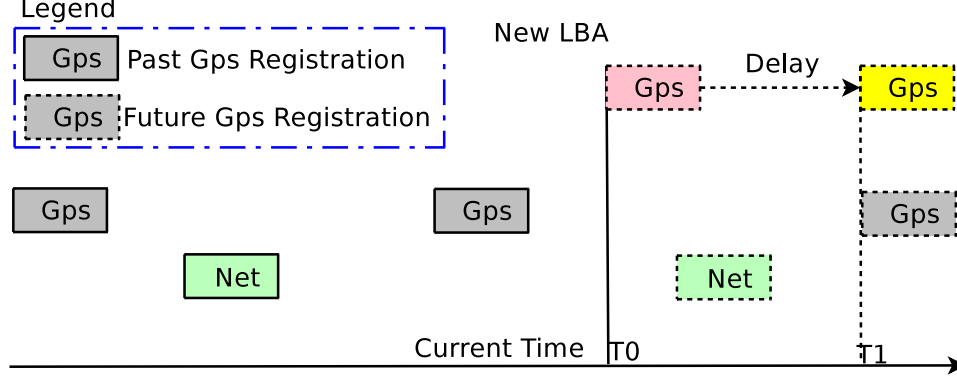 Legend
Gps Past Gps Registration
Gps Future Gps Registration
New LBA
Gps
Delay
Gps
Gps
Gps
Gps
Net
Net
Current Time
T0
T1